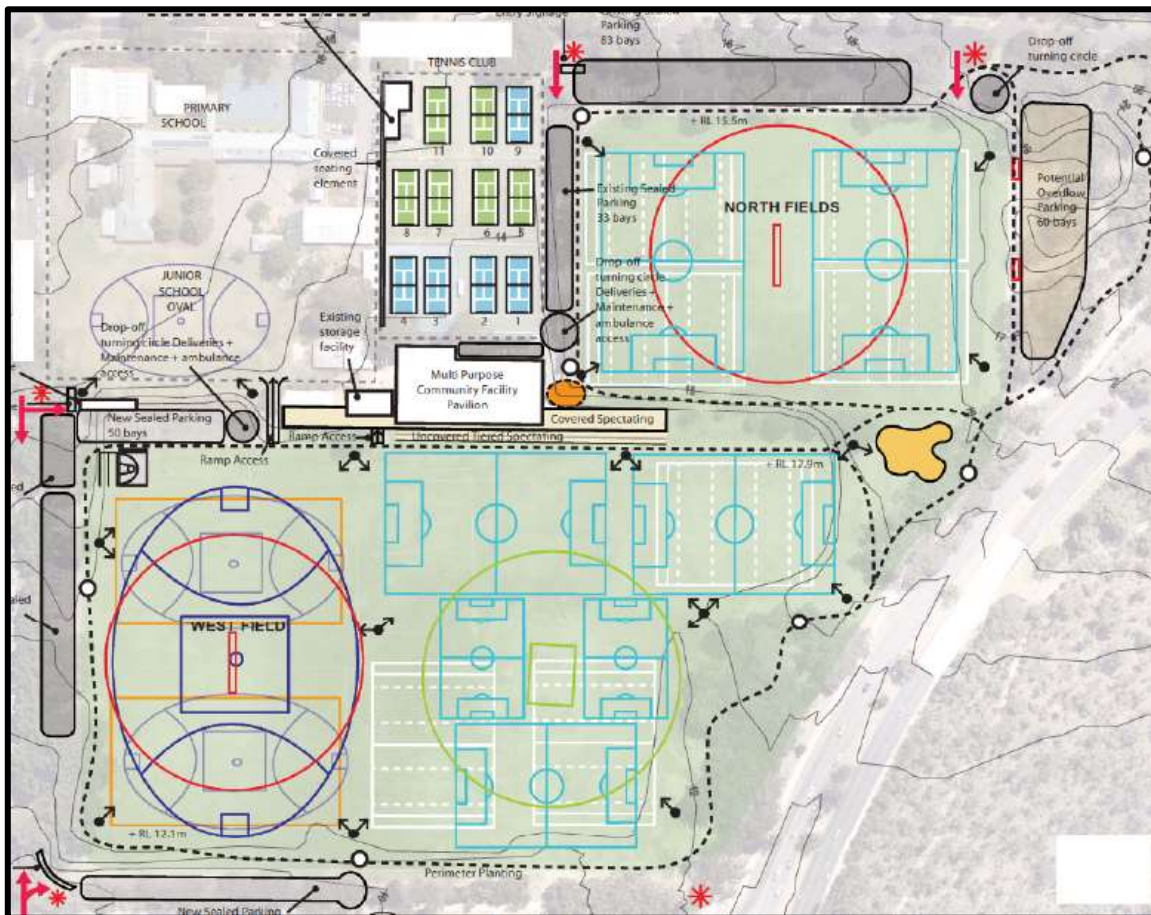 Entry Signage
Parking
83 bays
Drop-off
turning circle
TENNIS CLUB
PRIMARY
SCHOOL
+ RL 15.5m
11
10
9
Covered
seating
element
Existing Sealed
Parking
33 bays
Potential
Overflow
Parking
60 bays
NORTH FIELDS
8
7
6
5
JUNIOR
SCHOOL
OVAL
Drop-off
turning circle
Deliveries +
Maintenance +
ambulance
access
4
3
2
1
Existing
storage
facility
Drop-off
turning circle Deliveries +
Maintenance + ambulance
access
Multi Purpose
Community Facility
Pavilion
New Sealed Parking
50 bays
Covered Spectating
Ramp Access
Uncovered Tiered Spectating
Ramp Access
+ RL 12.9m
WEST FIELD
+ RL 12.1m
Perimeter Planting
New Sealed Parking